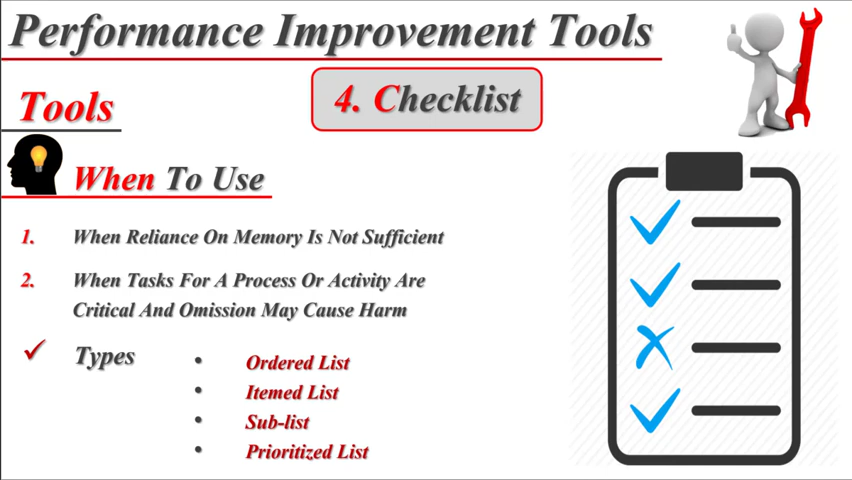 Performance Improvement Tools
4. Checklist
Tools
When To Use
1. When Reliance On Memory Is Not Sufficient
2. When Tasks For A Process Or Activity Are
Critical And Omission May Cause Harm
Types
• Ordered List
• Itemed List
• Sub-list
• Prioritized List